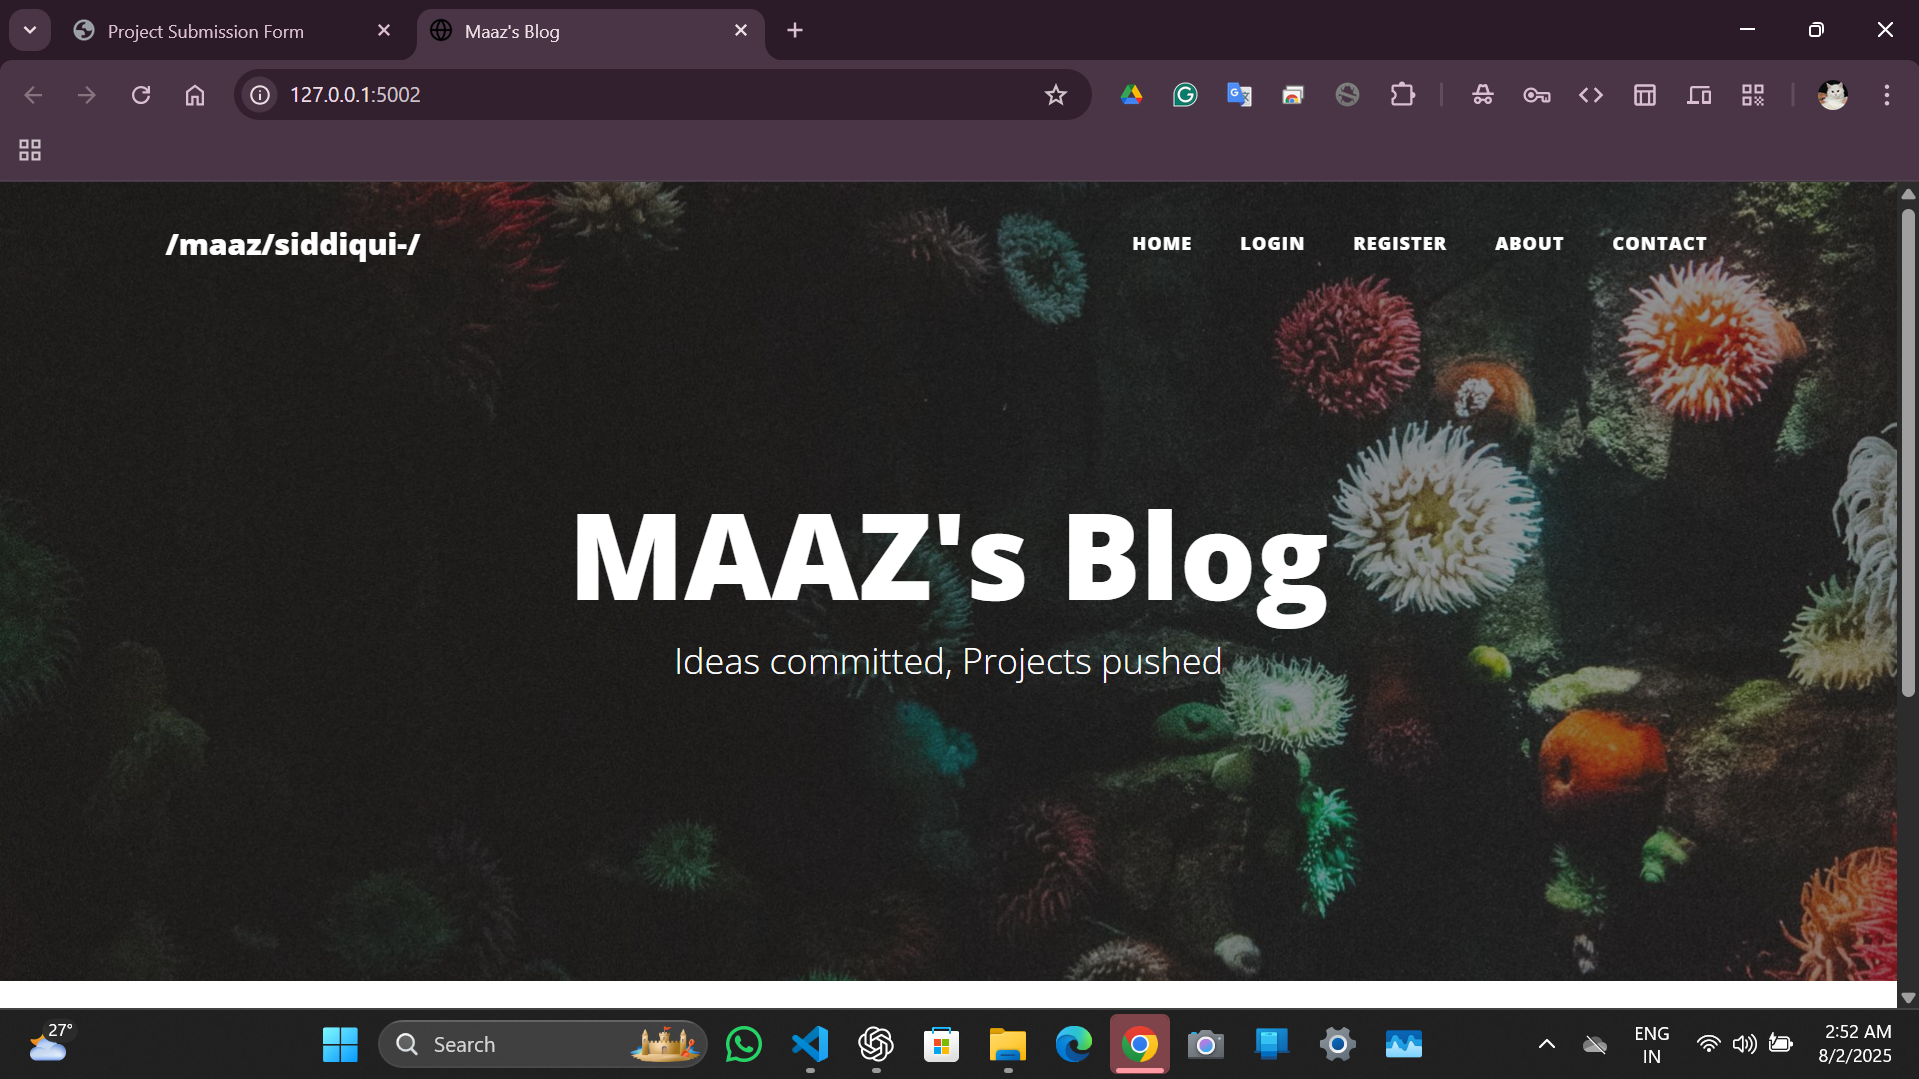 Project Submission Form
Maaz's Blog
127.0.0.1:5002
/maaz/siddiqui-/
HOME LOGIN REGISTER ABOUT CONTACT
MAAZ's Blog
Ideas committed, Projects pushed
27°
Search
ENG
IN
2:52 AM
8/2/2025